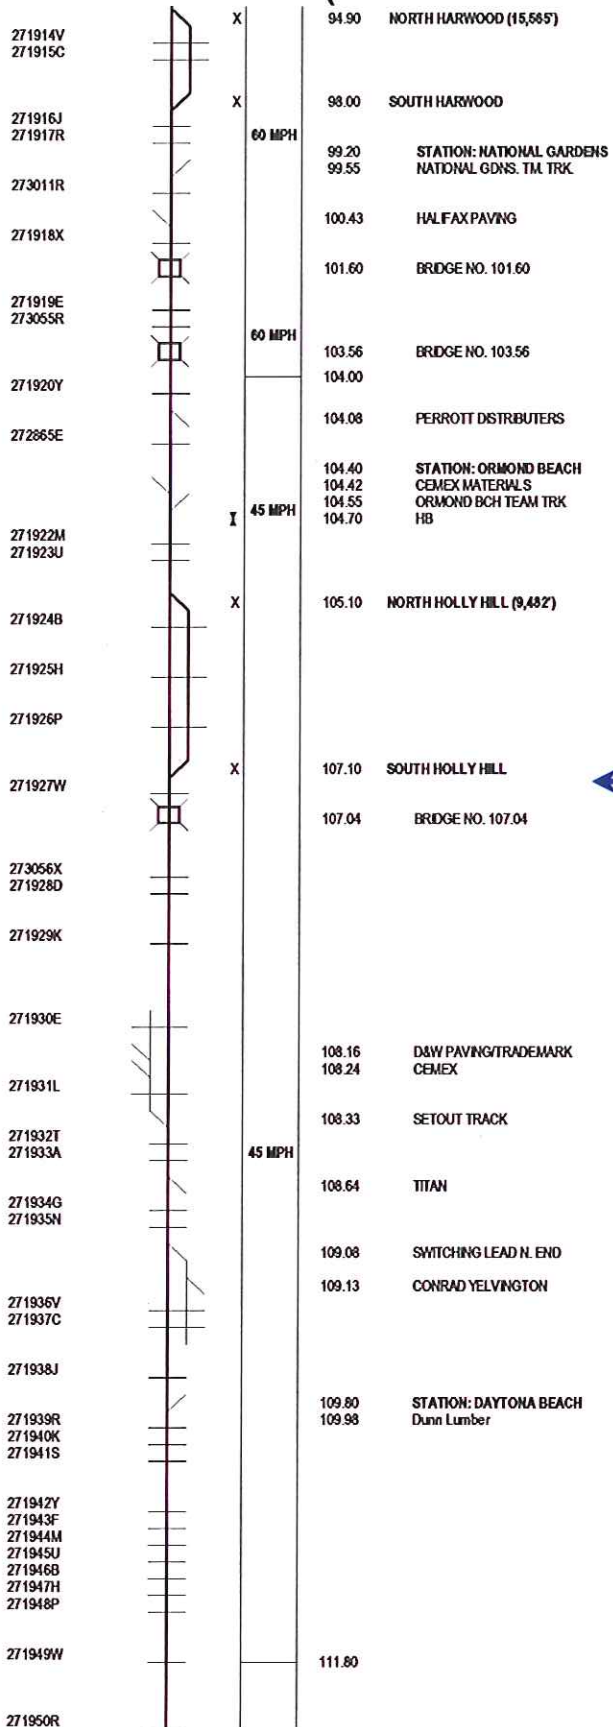 X 94.90 NORTH HARWOOD (15,565')
271914V
271915C
X 98.00 SOUTH HARWOOD
271916J
271917R
60 MPH
99.20 STATION: NATIONAL GARDENS
99.55 NATIONAL GDNS. TM. TRK.
273011R
100.43 HALIFAX PAVING
271918X
101.60 BRIDGE NO. 101.60
271919E
273055R
60 MPH
103.56 BRIDGE NO. 103.56
104.00
271920Y
104.08 PERROTT DISTRIBUTERS
272865E
104.40 STATION: ORMOND BEACH
104.42 CEMEX MATERIALS
104.55 ORMOND BCH TEAM TRK
45 MPH
I 104.70 HB
271922M
271923U
X 105.10 NORTH HOLLY HILL (9,482')
271924B
271925H
271926P
X 107.10 SOUTH HOLLY HILL
271927W
107.04 BRIDGE NO. 107.04
273056X
271928D
271929K
271930E
108.16 D&W PAVING/TRADEMARK
108.24 CEMEX
271931L
108.33 SETOUT TRACK
271932T
271933A
45 MPH
108.64 TITAN
271934G
271935N
109.08 SWITCHING LEAD N. END
109.13 CONRAD YELVINGTON
271936V
271937C
271938J
109.80 STATION: DAYTONA BEACH
271939R 109.98 Dunn Lumber
271940K
271941S
271942Y
271943F
271944M
271945U
271946B
271947H
271948P
271949W 111.80
271950R